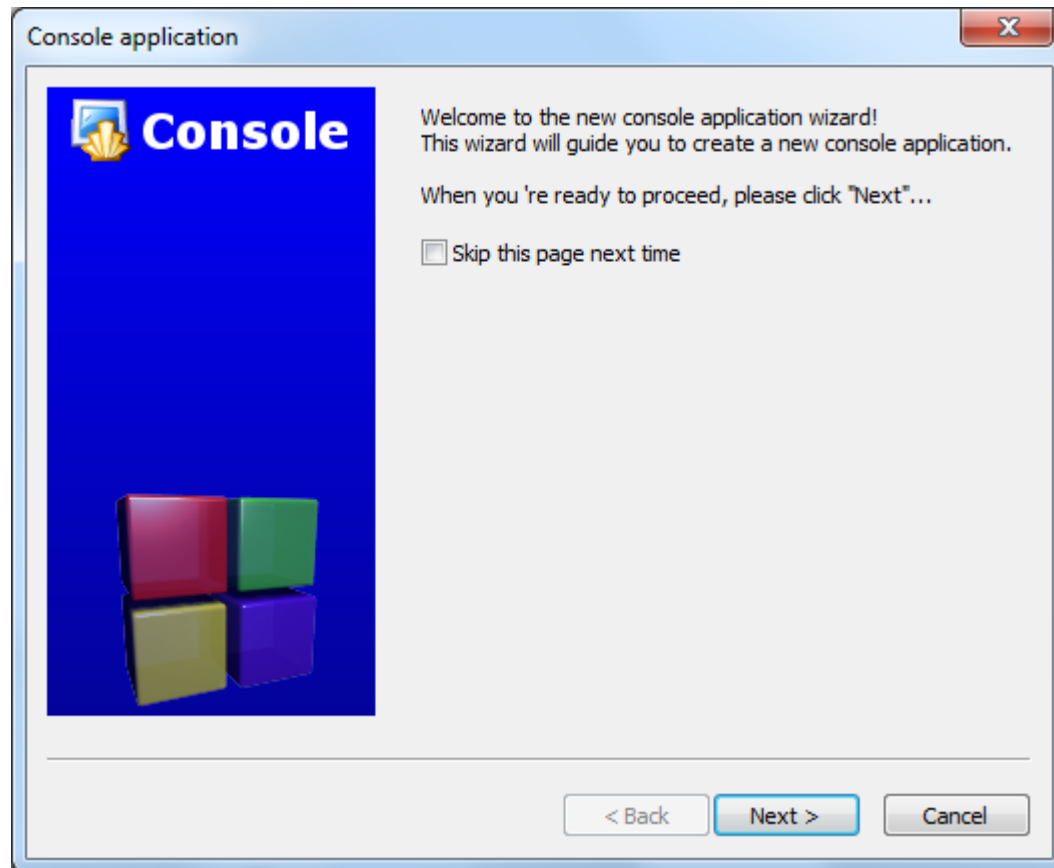 Console application
Console
Welcome to the new console application wizard!
This wizard will guide you to create a new console application.
When you 're ready to proceed, please click "Next"...
Skip this page next time
< Back
Next >
Cancel